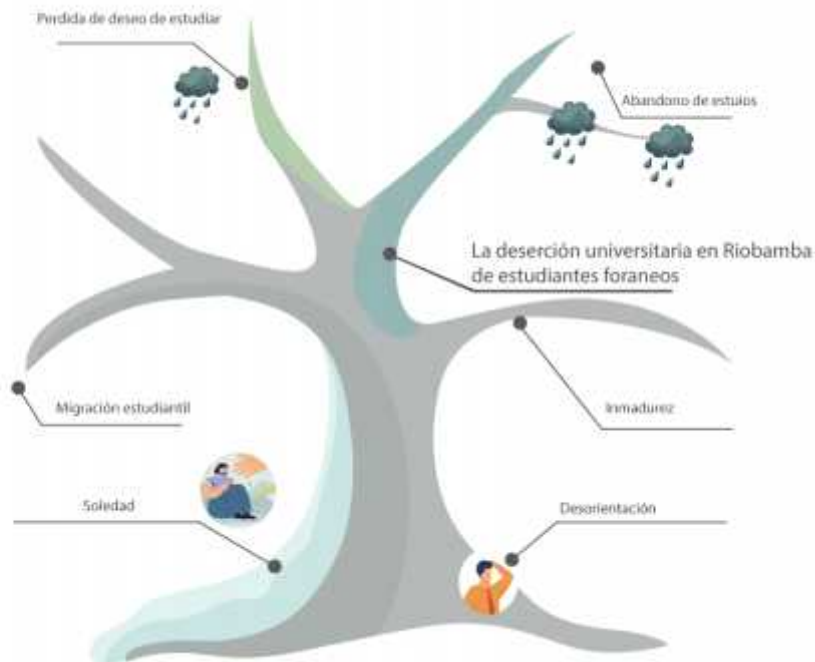 Perdida de deseo de estudiar
Abandono de estuios
La deserción universitaria en Riobamba
de estudiantes foraneos
Migración estudiantil
Inmadurez
Soledad
Desorientación